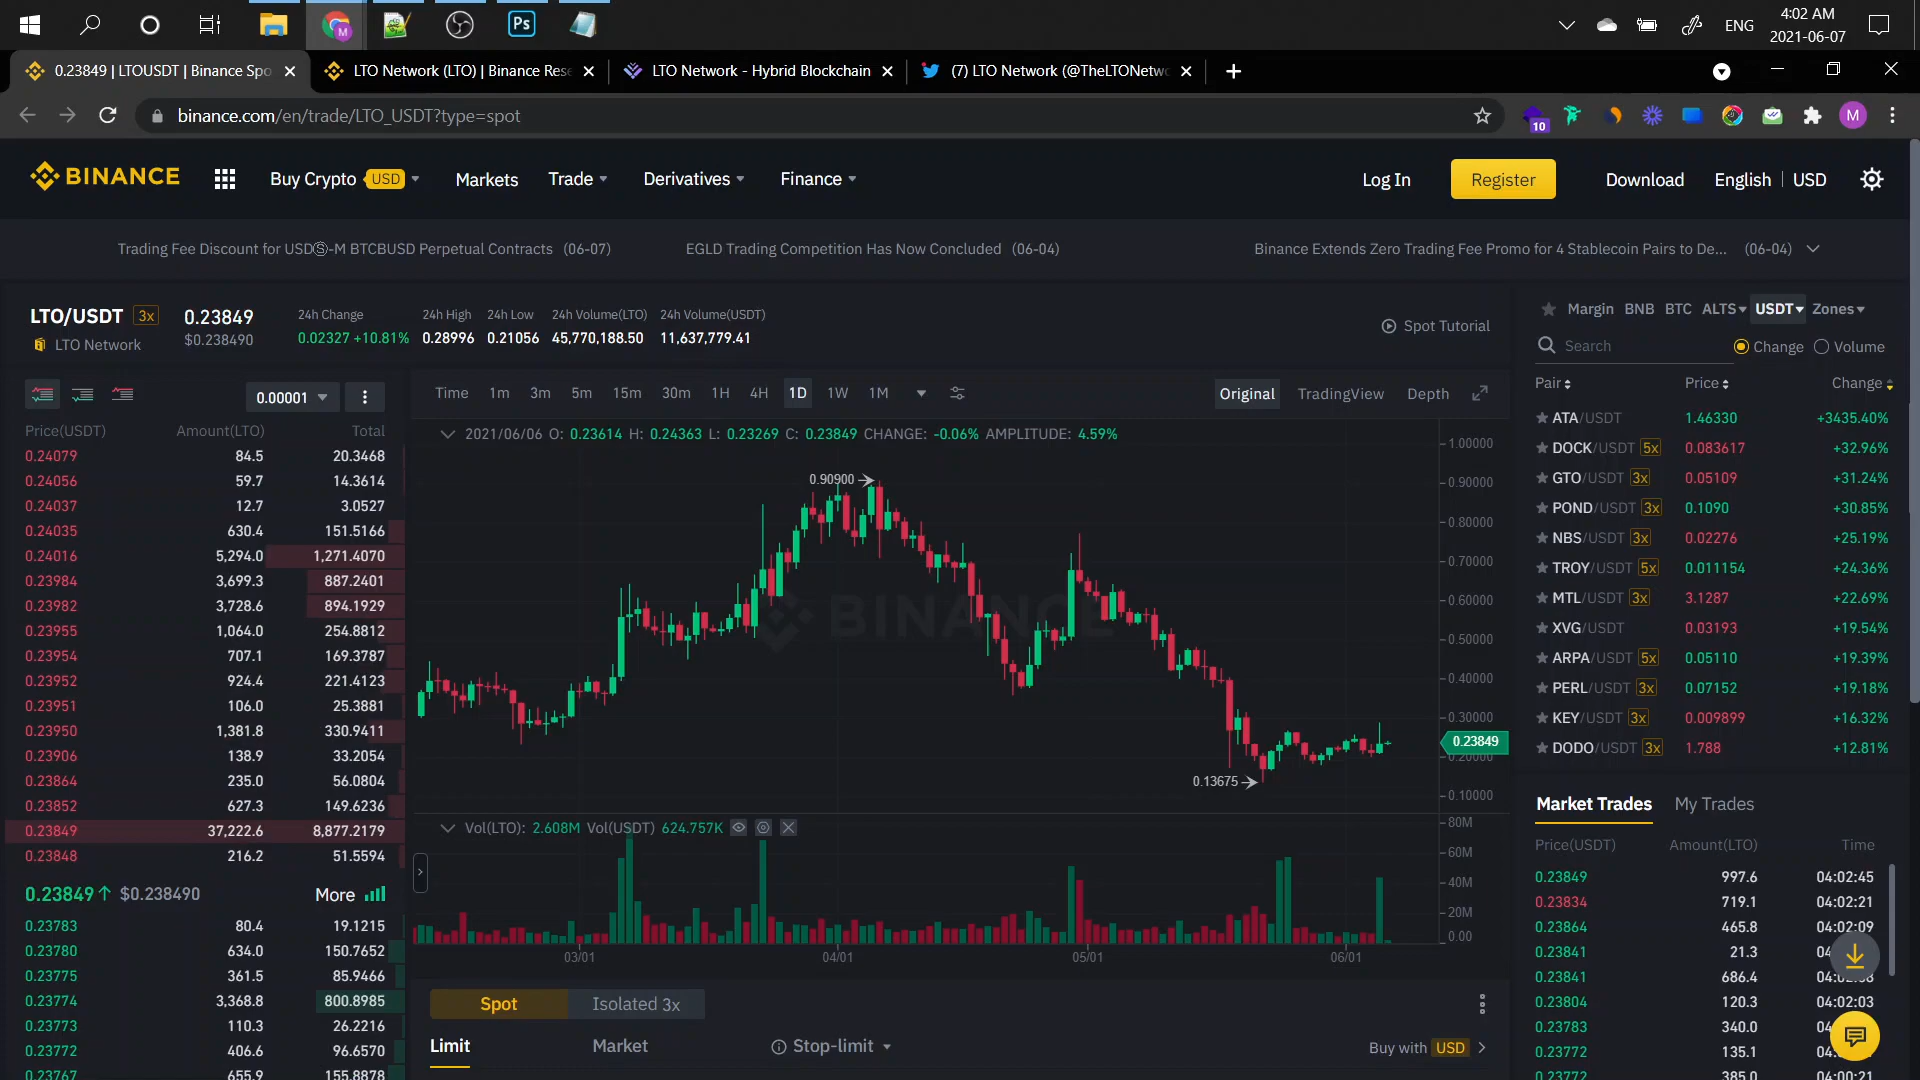 Ps
ENG
4:02 AM
2021-06-07
0.23849 | LTOUSDT | Binance Spo
LTO Network (LTO) | Binance Rese
LTO Network - Hybrid Blockchain
(7) LTO Network (@TheLTONetwo
binance.com/en/trade/LTO_USDT?type=spot
10
M
BINANCE
Buy Crypto USD
Markets
Trade
Derivatives
Finance
Log In
Register
Download
English
USD
Trading Fee Discount for USDⓈ-M BTCBUSD Perpetual Contracts (06-07)
EGLD Trading Competition Has Now Concluded (06-04)
Binance Extends Zero Trading Fee Promo for 4 Stablecoin Pairs to De... (06-04)
LTO/USDT 3x
LTO Network
0.23849
$0.238490
24h Change
0.02327 +10.81%
24h High
0.28996
24h Low
0.21056
24h Volume(LTO)
45,770,188.50
24h Volume(USDT)
11,637,779.41
Spot Tutorial
0.00001
Price(USDT) Amount(LTO) Total
0.24079 84.5 20.3468
0.24056 59.7 14.3614
0.24037 12.7 3.0527
0.24035 630.4 151.5166
0.24016 5,294.0 1,271.4070
0.23984 3,699.3 887.2401
0.23982 3,728.6 894.1929
0.23955 1,064.0 254.8812
0.23954 707.1 169.3787
0.23952 924.4 221.4123
0.23951 106.0 25.3881
0.23950 1,381.8 330.9411
0.23906 138.9 33.2054
0.23864 235.0 56.0804
0.23852 627.3 149.6236
0.23849 37,222.6 8,877.2179
0.23848 216.2 51.5594
0.23849↑ $0.238490 More
0.23783 80.4 19.1215
0.23780 634.0 150.7652
0.23775 361.5 85.9466
0.23774 3,368.8 800.8985
0.23773 110.3 26.2216
0.23772 406.6 96.6570
0.23767 655.9 155.8878
Time 1m 3m 5m 15m 30m 1H 4H 1D 1W 1M
Original TradingView Depth
2021/06/06 O: 0.23614 H: 0.24363 L: 0.23269 C: 0.23849 CHANGE: -0.06% AMPLITUDE: 4.59%
0.90900
BINANCE
0.13675
1.00000
0.90000
0.80000
0.70000
0.60000
0.50000
0.40000
0.30000
0.23849
0.20000
0.10000
Vol(LTO): 2.608M Vol(USDT) 624.757K
80M
60M
40M
20M
0.00
03/01 04/01 05/01 06/01
Spot
Isolated 3x
Limit
Market
Stop-limit
Buy with USD
Margin BNB BTC ALTS USDT Zones
Search
Change
Volume
Pair Price Change
ATA/USDT 1.46330 +3435.40%
DOCK/USDT 5x 0.083617 +32.96%
GTO/USDT 3x 0.05109 +31.24%
POND/USDT 3x 0.1090 +30.85%
NBS/USDT 3x 0.02276 +25.19%
TROY/USDT 5x 0.011154 +24.36%
MTL/USDT 3x 3.1287 +22.69%
XVG/USDT 0.03193 +19.54%
ARPA/USDT 5x 0.05110 +19.39%
PERL/USDT 3x 0.07152 +19.18%
KEY/USDT 3x 0.009899 +16.32%
DODO/USDT 3x 1.788 +12.81%
Market Trades My Trades
Price(USDT) Amount(LTO) Time
0.23849 997.6 04:02:45
0.23834 719.1 04:02:21
0.23864 465.8 04:02:09
0.23841 21.3
0.23841 686.4
0.23804 120.3 04:02:03
0.23783 340.0
0.23772 135.1
0.23772 385.0 04:00:21